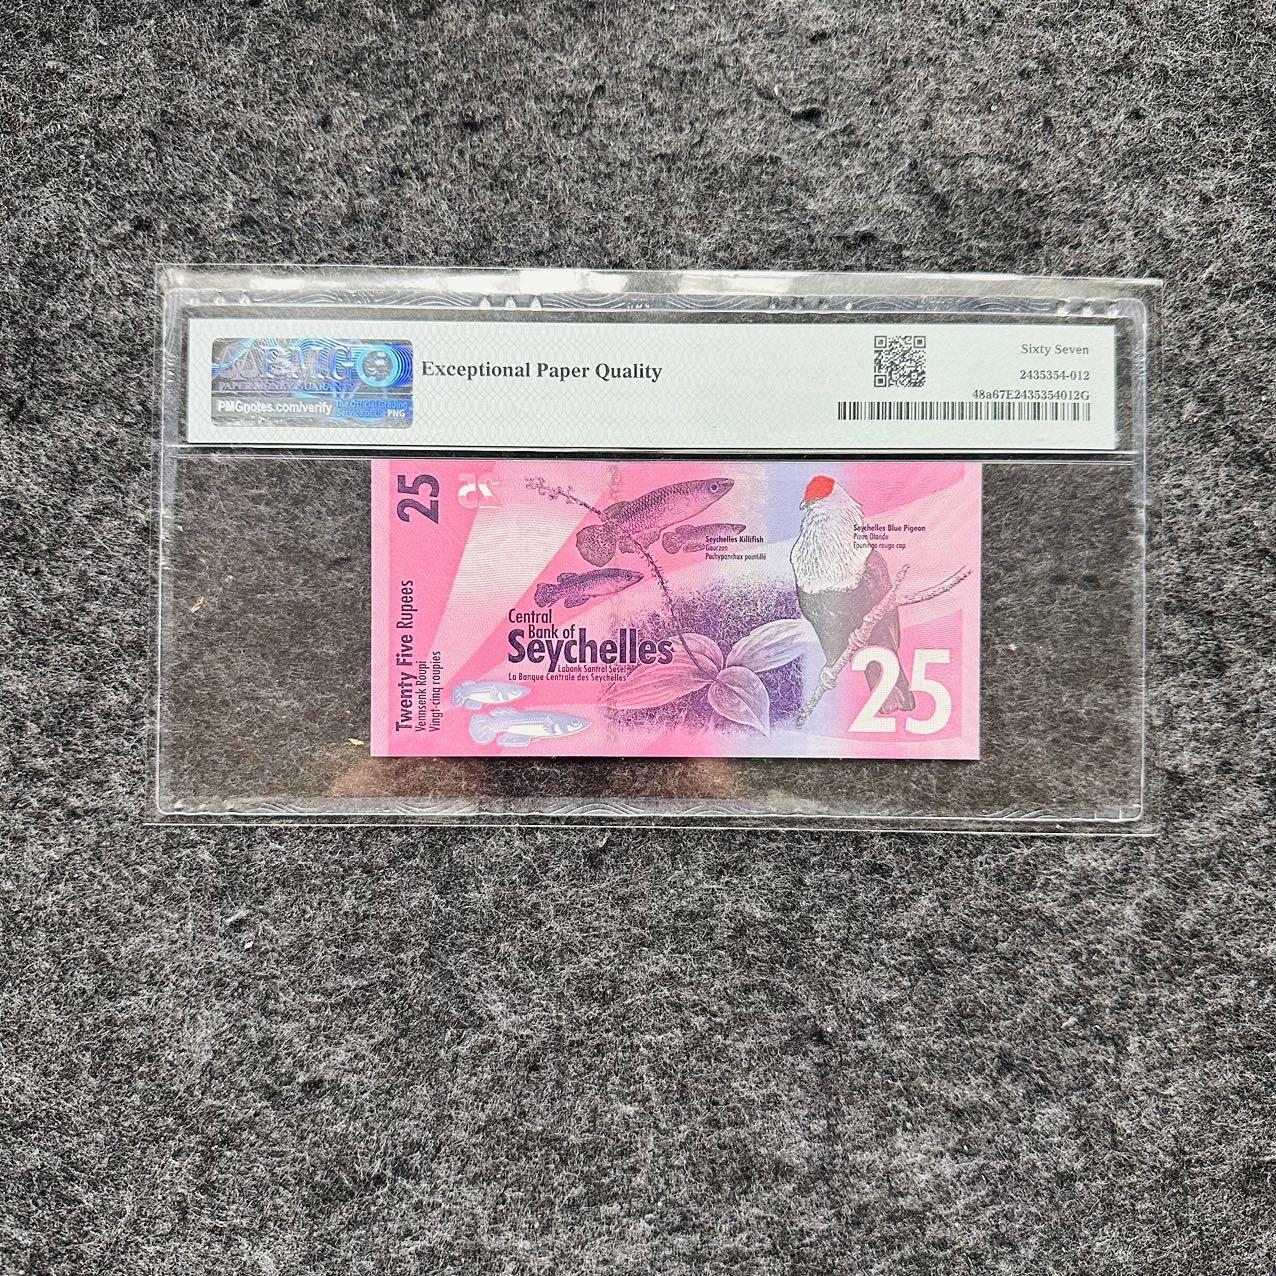 PMG
PAPER MONEY GUARANTY
PMGnotes.com/verify
The Official Grading
Service of the PNG
Exceptional Paper Quality
Sixty Seven
2435354-012
48a67E2435354012G
25
Twenty Five Rupees
Vennsenk Roupi
Vingt-cinq roupies
Seychelles Killifish
Gourzon
Pachypanchax pointillé
Central
Bank of
Seychelles
Labank Santral Sesel
La Banque Centrale des Seychelles
Seychelles Blue Pigeon
Pizon Olande
Founingo rouge cap
25